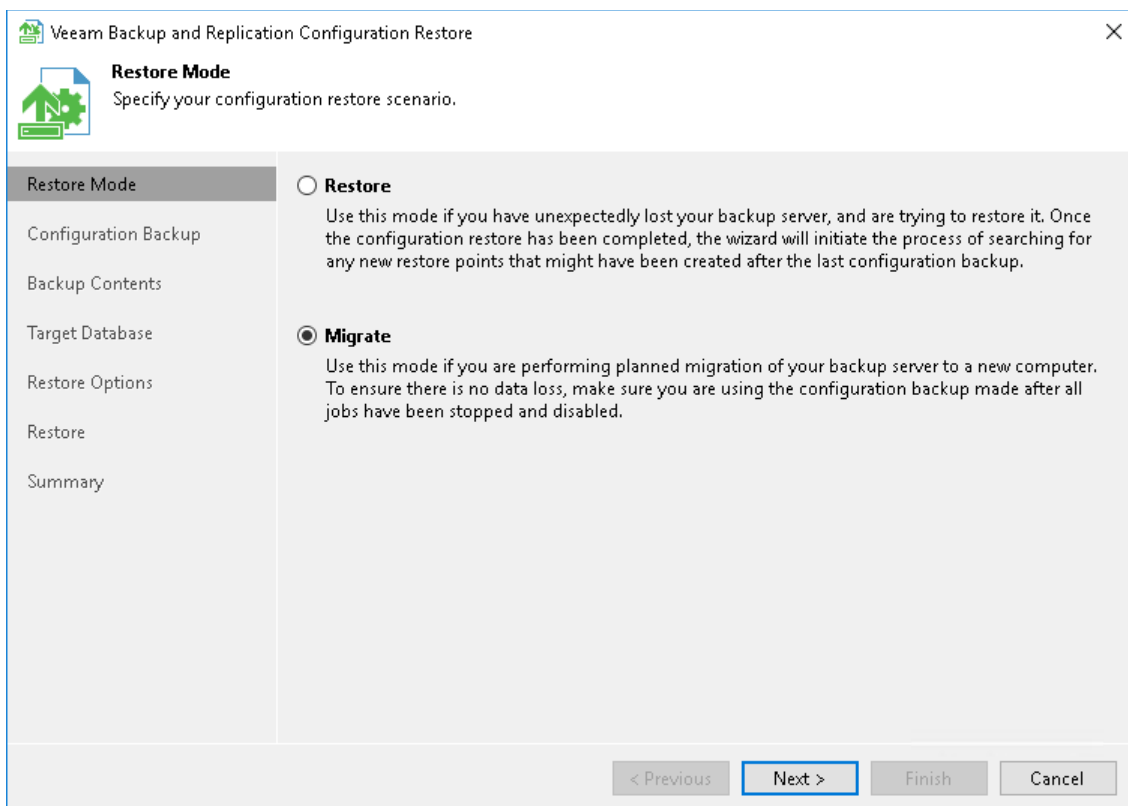 Veeam Backup and Replication Configuration Restore
Restore Mode
Specify your configuration restore scenario.
Restore Mode
Configuration Backup
Backup Contents
Target Database
Restore Options
Restore
Summary
Restore
Use this mode if you have unexpectedly lost your backup server, and are trying to restore it. Once
the configuration restore has been completed, the wizard will initiate the process of searching for
any new restore points that might have been created after the last configuration backup.
Migrate
Use this mode if you are performing planned migration of your backup server to a new computer.
To ensure there is no data loss, make sure you are using the configuration backup made after all
jobs have been stopped and disabled.
< Previous
Next >
Finish
Cancel